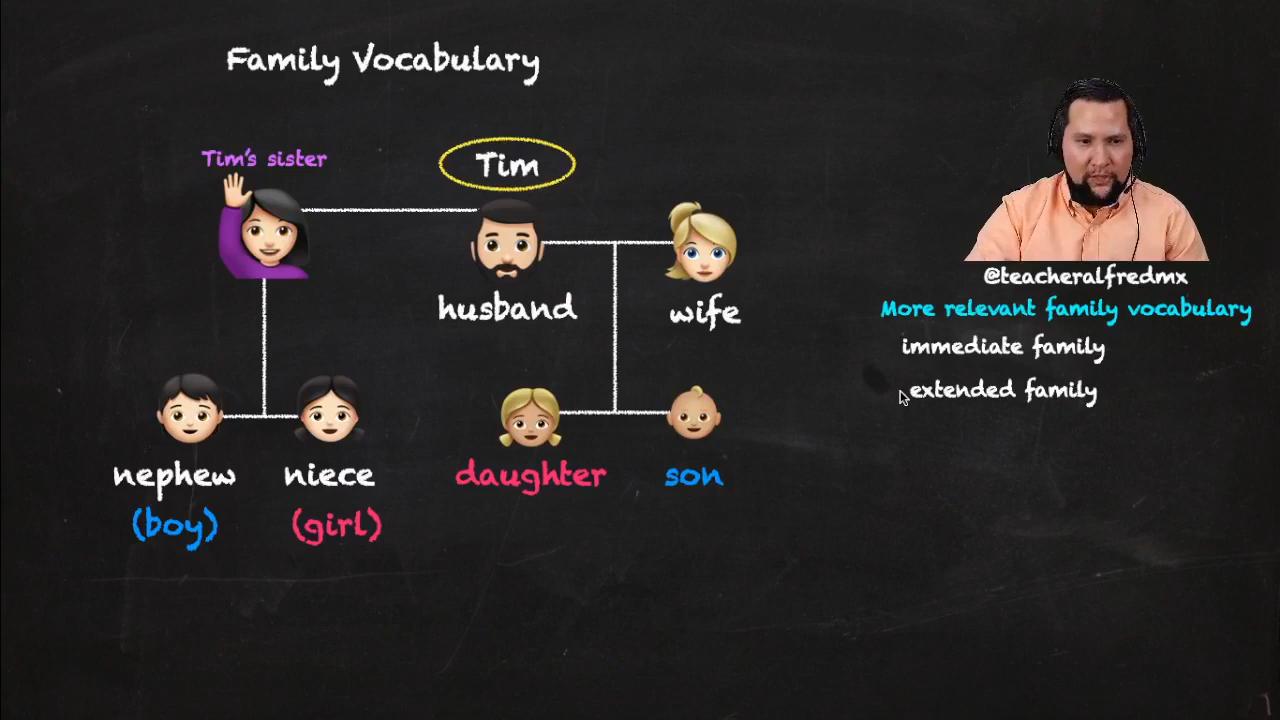 Family Vocabulary
Tim's sister
Tim
husband
wife
nephew
niece
daughter
son
(boy)
(girl)
@teacheralfredmx
More relevant family vocabulary
immediate family
extended family